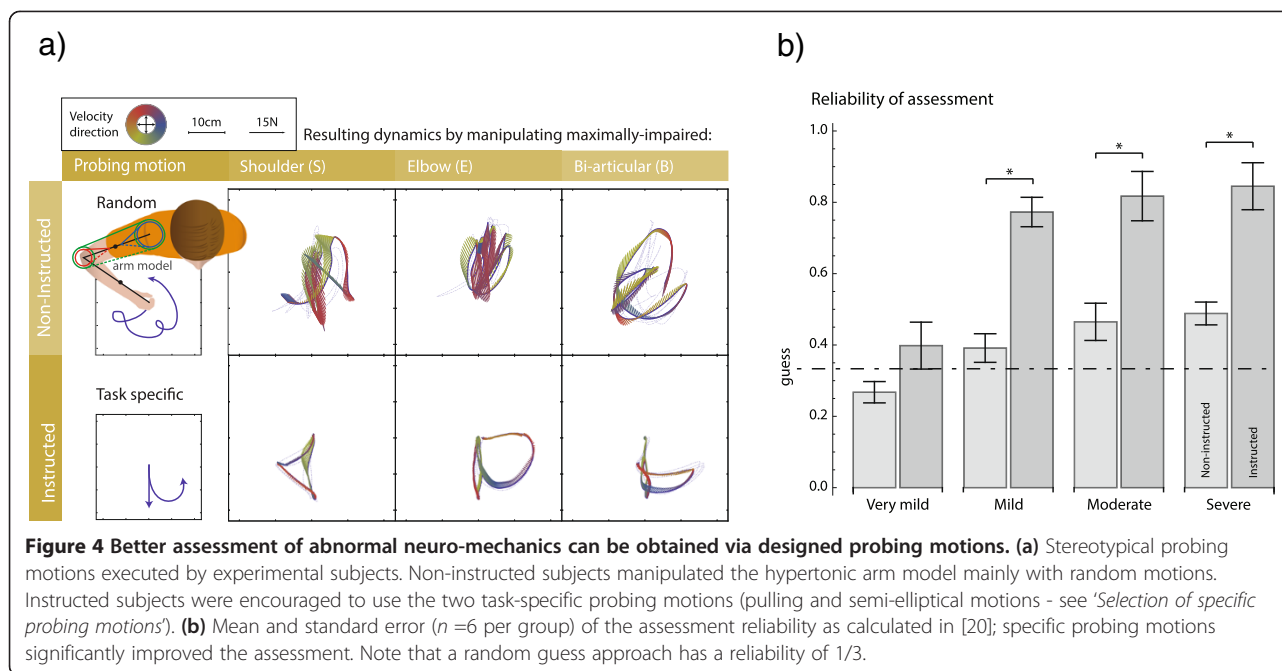 a)
Velocity
direction
10cm
15N
Resulting dynamics by manipulating maximally-impaired:
Probing motion
Shoulder (S)
Elbow (E)
Bi-articular (B)
Non-Instructed
Random
arm model
Instructed
Task specific
b)
Reliability of assessment
1.0
0.8
0.6
0.4
guess
0.2
0.0
*
*
*
Non-instructed
Instructed
Very mild
Mild
Moderate
Severe
Figure 4 Better assessment of abnormal neuro-mechanics can be obtained via designed probing motions. (a) Stereotypical probing
motions executed by experimental subjects. Non-instructed subjects manipulated the hypertonic arm model mainly with random motions.
Instructed subjects were encouraged to use the two task-specific probing motions (pulling and semi-elliptical motions - see ‘Selection of specific
probing motions’). (b) Mean and standard error (n =6 per group) of the assessment reliability as calculated in [20]; specific probing motions
significantly improved the assessment. Note that a random guess approach has a reliability of 1/3.